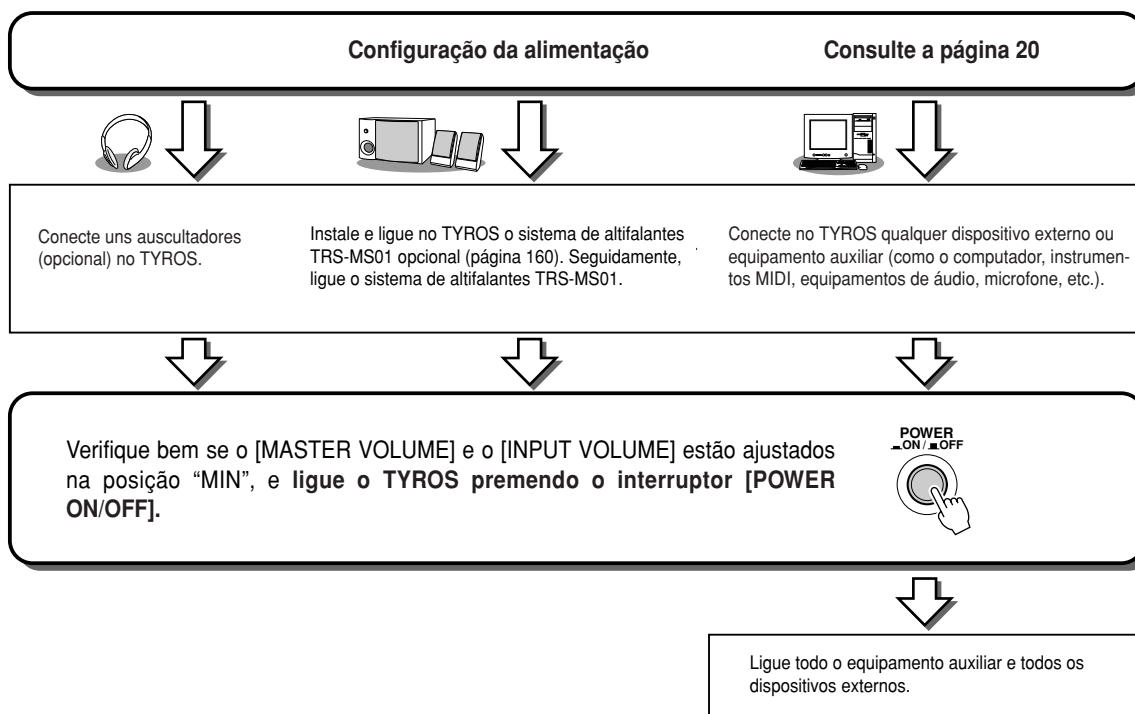 Configuração da alimentação
Consulte a página 20
Conecte uns auscultadores
(opcional) no TYROS.
Instale e ligue no TYROS o sistema de altifalantes
TRS-MS01 opcional (página 160). Seguidamente,
ligue o sistema de altifalantes TRS-MS01.
Conecte no TYROS qualquer dispositivo externo ou
equipamento auxiliar (como o computador, instrumen-
tos MIDI, equipamentos de áudio, microfone, etc.).
Verifique bem se o [MASTER VOLUME] e o [INPUT VOLUME] estão ajustados
na posição “MIN”, e ligue o TYROS premendo o interruptor [POWER
ON/OFF].
POWER
ON / OFF
Ligue todo o equipamento auxiliar e todos os
dispositivos externos.